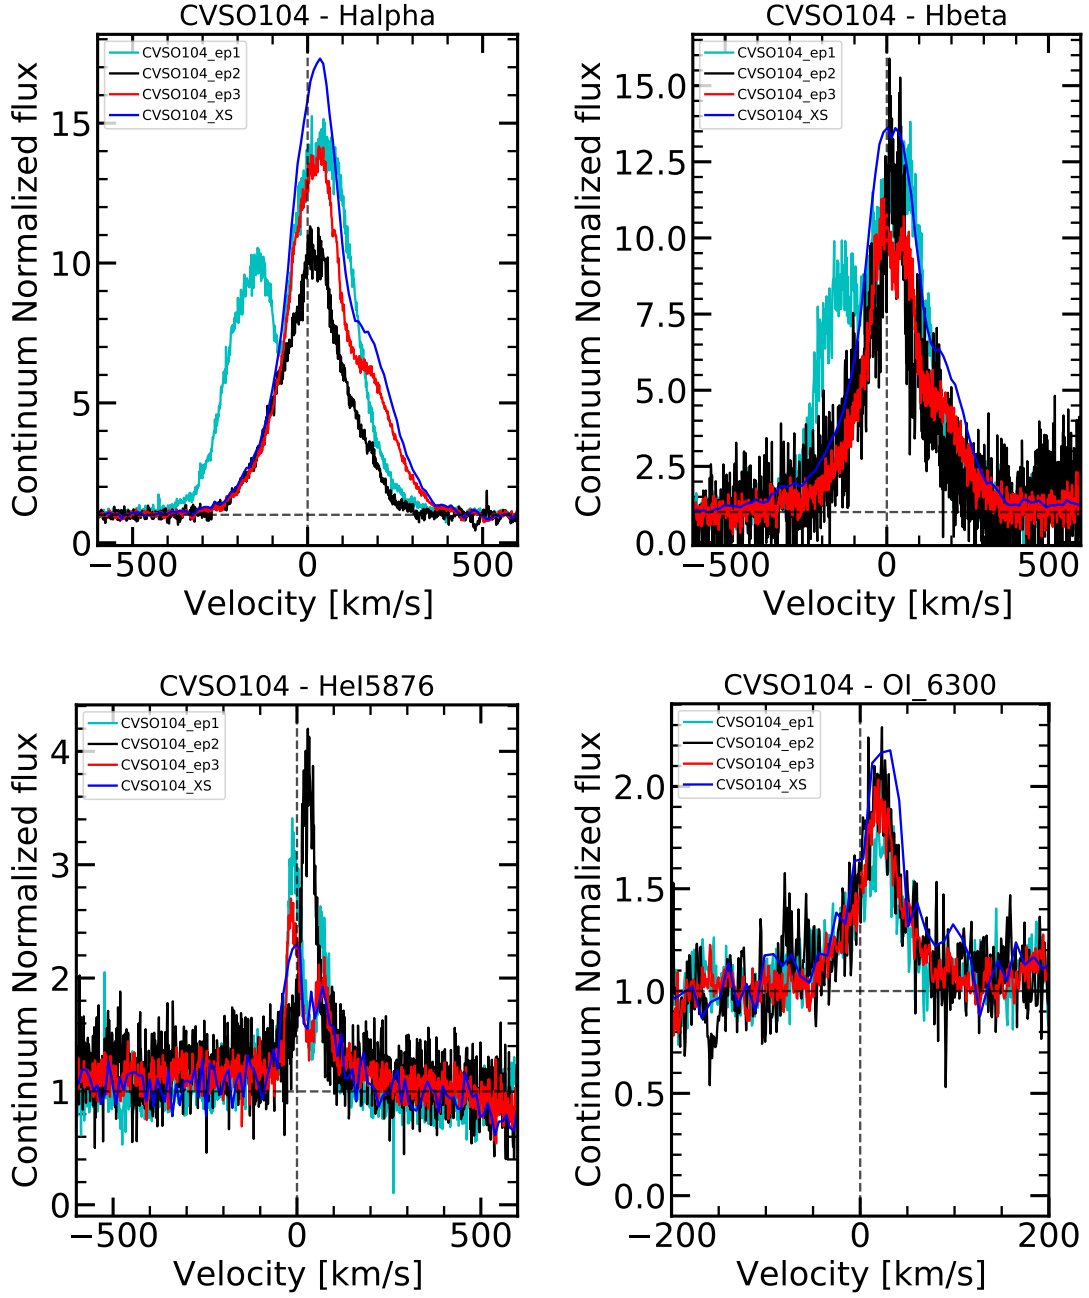 CVSO104 - Halpha
CVSO104_ep1
CVSO104_ep2
CVSO104_ep3
CVSO104_XS
Continuum Normalized flux
15
10
5
0
−500 0 500
Velocity [km/s]
CVSO104 - Hbeta
CVSO104_ep1
CVSO104_ep2
CVSO104_ep3
CVSO104_XS
Continuum Normalized flux
15.0
12.5
10.0
7.5
5.0
2.5
0.0
−500 0 500
Velocity [km/s]
CVSO104 - HeI5876
CVSO104_ep1
CVSO104_ep2
CVSO104_ep3
CVSO104_XS
Continuum Normalized flux
4
3
2
1
0
−500 0 500
Velocity [km/s]
CVSO104 - OI_6300
CVSO104_ep1
CVSO104_ep2
CVSO104_ep3
CVSO104_XS
Continuum Normalized flux
2.0
1.5
1.0
0.5
0.0
−200 0 200
Velocity [km/s]